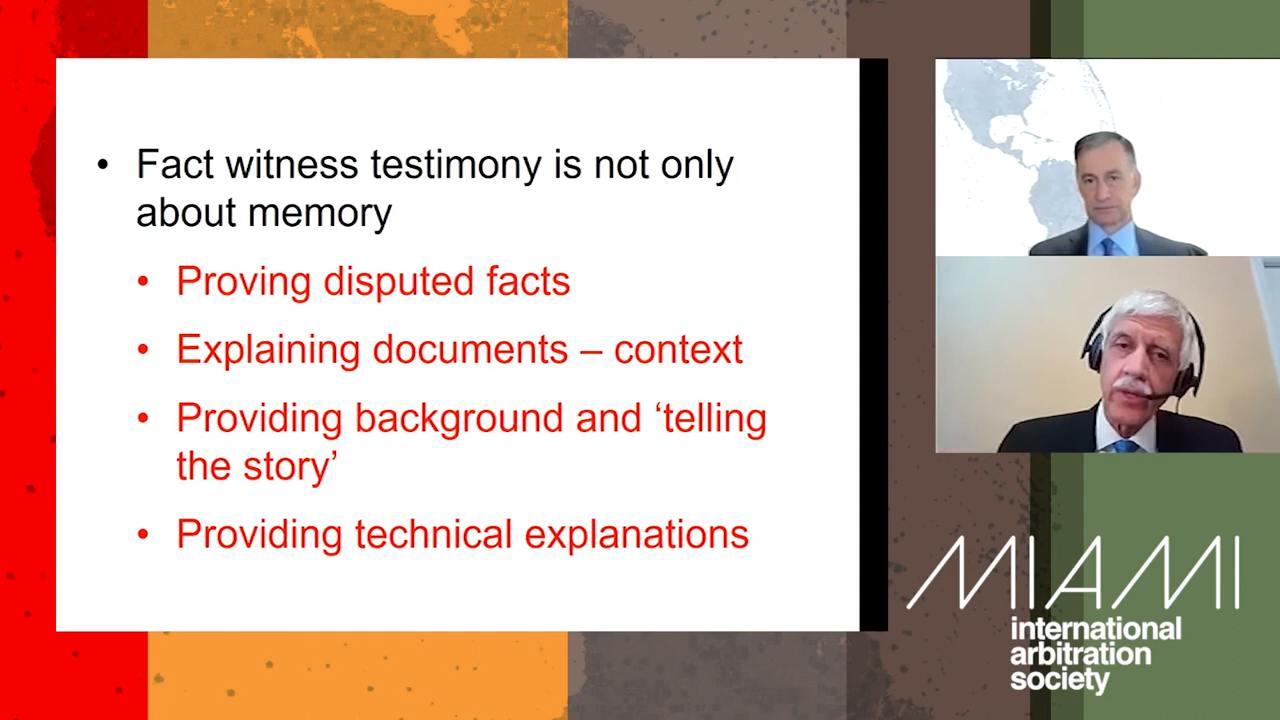 • Fact witness testimony is not only
about memory
• Proving disputed facts
• Explaining documents – context
• Providing background and ‘telling
the story’
• Providing technical explanations
MIAMI
international
arbitration
society